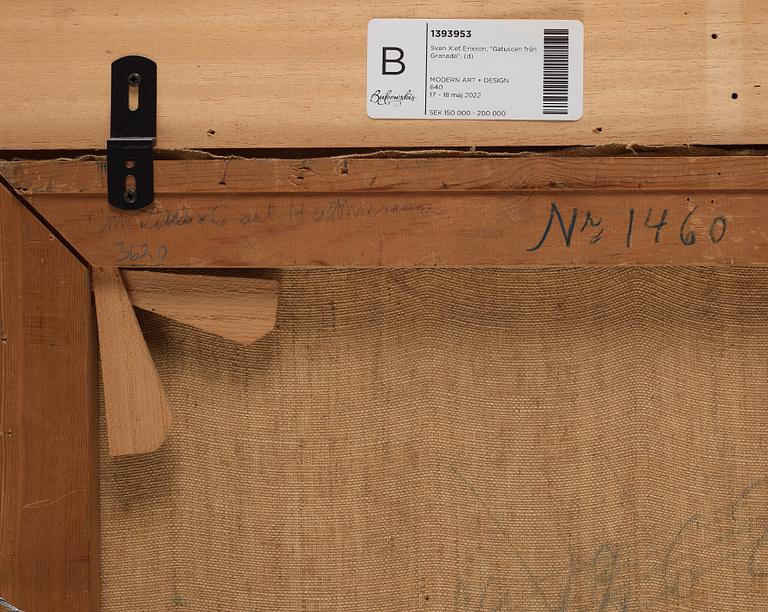 1393953
Sven X:et Erixson, "Gatuscen från
Granada". (d)
B
Bukowskis
MODERN ART + DESIGN
640
17 - 18 maj 2022
SEK 150 000 - 200 000
Nr 1460
3620